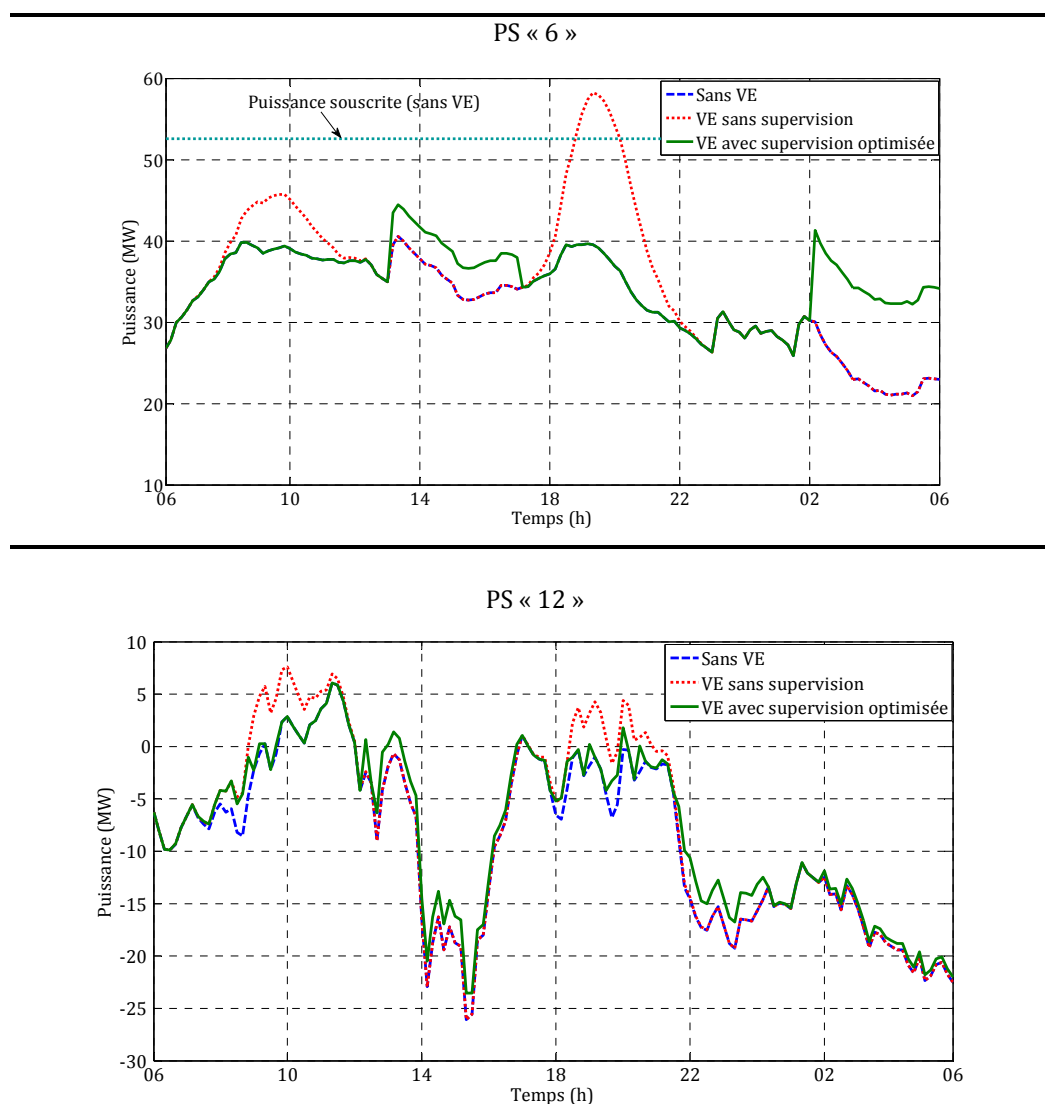 PS « 6 »
60
50
40
30
20
10
Puissance (MW)
Puissance souscrite (sans VE)
Sans VE
VE sans supervision
VE avec supervision optimisée
06
10
14
18
22
02
06
Temps (h)
PS « 12 »
10
5
0
-5
-10
-15
-20
-25
-30
Puissance (MW)
Sans VE
VE sans supervision
VE avec supervision optimisée
06
10
14
18
22
02
06
Temps (h)